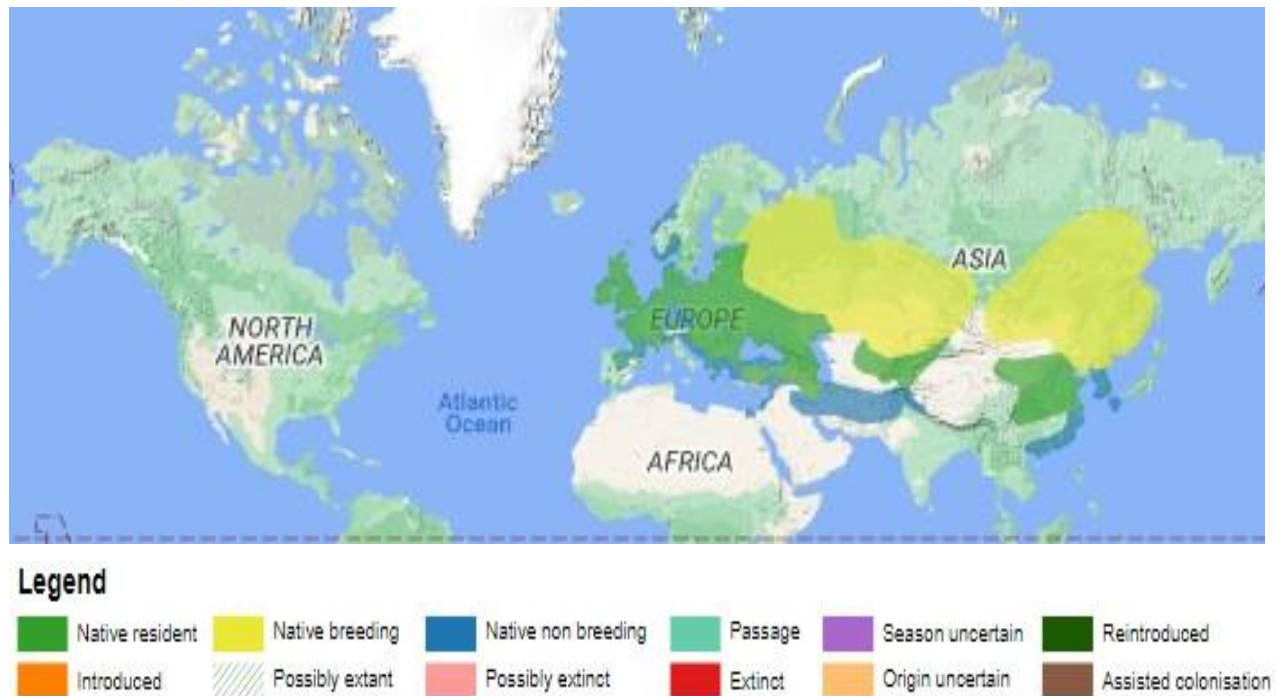 ASIA
EUROPE
NORTH
AMERICA
Atlantic
Ocean
AFRICA
Legend
Native resident Native breeding Native non breeding Passage Season uncertain Reintroduced
Introduced Possibly extant Possibly extinct Extinct Origin uncertain Assisted colonisation